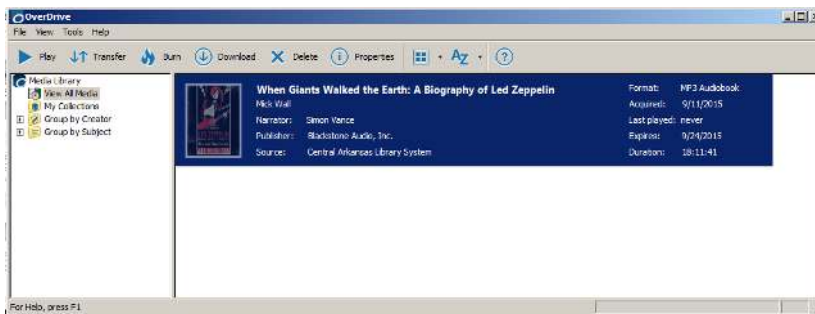 OverDrive
File View Tools Help
Play Transfer Burn Download Delete Properties AZ ?
Media Library
View All Media
My Collections
Group by Creator
Group by Subject
When Giants Walked the Earth: A Biography of Led Zeppelin
Mick Wall
Narrator: Simon Vance
Publisher: Blackstone Audio, Inc.
Source: Central Arkansas Library System
Format: MP3 Audiobook
Acquired: 9/11/2015
Last played: never
Expires: 9/24/2015
Duration: 18:11:41
For Help, press F1